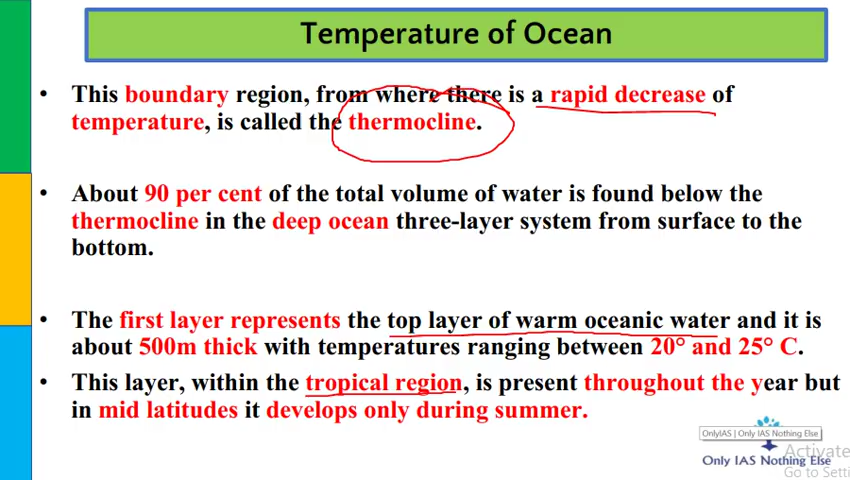 Temperature of Ocean
• This boundary region, from where there is a rapid decrease of
temperature, is called the thermocline.
• About 90 per cent of the total volume of water is found below the
thermocline in the deep ocean three-layer system from surface to the
bottom.
• The first layer represents the top layer of warm oceanic water and it is
about 500m thick with temperatures ranging between 20° and 25° C.
• This layer, within the tropical region, is present throughout the year but
in mid latitudes it develops only during summer.
OnlyIAS | Only IAS Nothing Else
Activate
Only IAS Nothing Else
Go to Setti